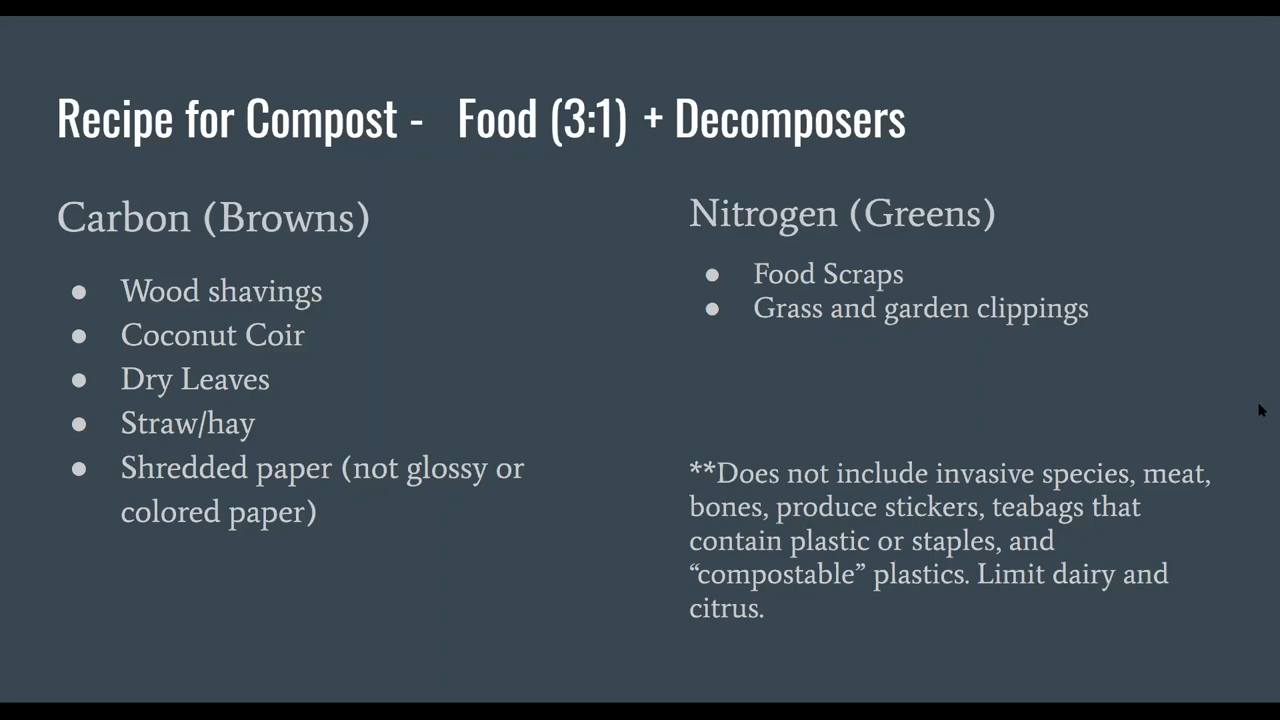 Recipe for Compost - Food (3:1) + Decomposers
Carbon (Browns)
● Wood shavings
● Coconut Coir
● Dry Leaves
● Straw/hay
● Shredded paper (not glossy or
colored paper)
Nitrogen (Greens)
● Food Scraps
● Grass and garden clippings
**Does not include invasive species, meat,
bones, produce stickers, teabags that
contain plastic or staples, and
“compostable” plastics. Limit dairy and
citrus.